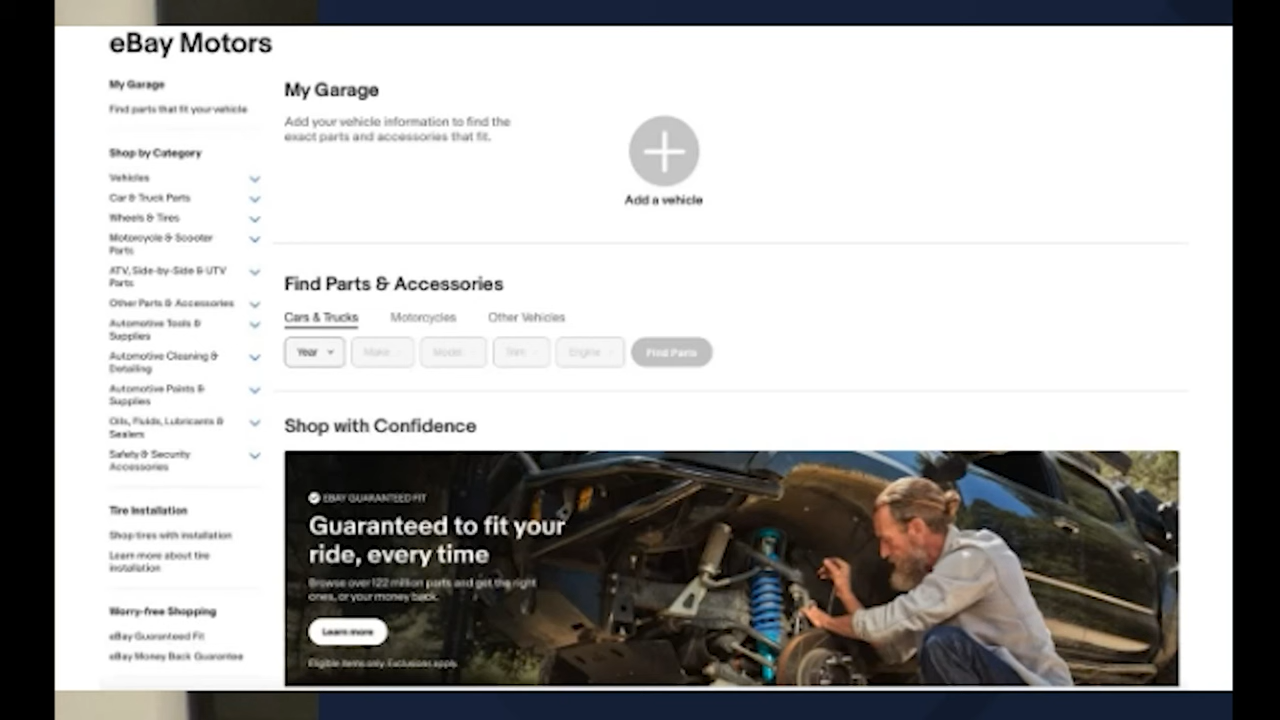 eBay Motors
My Garage
Find parts that fit your vehicle
Shop by Category
Vehicles
Car & Truck Parts
Wheels & Tires
Motorcycle & Scooter
Parts
ATV, Side-by-Side & UTV
Parts
Other Parts & Accessories
Automotive Tools &
Supplies
Automotive Cleaning &
Detailing
Automotive Paints &
Supplies
Oils, Fluids, Lubricants &
Sealers
Safety & Security
Accessories
Tire Installation
Shop tires with installation
Learn more about tire
installation
Worry-free Shopping
eBay Guaranteed Fit
eBay Money Back Guarantee
My Garage
Add your vehicle information to find the
exact parts and accessories that fit.
Add a vehicle
Find Parts & Accessories
Cars & Trucks Motorcycles Other Vehicles
Year Make Model Trim Engine Find Parts
Shop with Confidence
EBAY GUARANTEED FIT
Guaranteed to fit your
ride, every time
Browse over 122 million parts and get the right
ones, or your money back.
Learn more
Eligible items only. Exclusions apply.